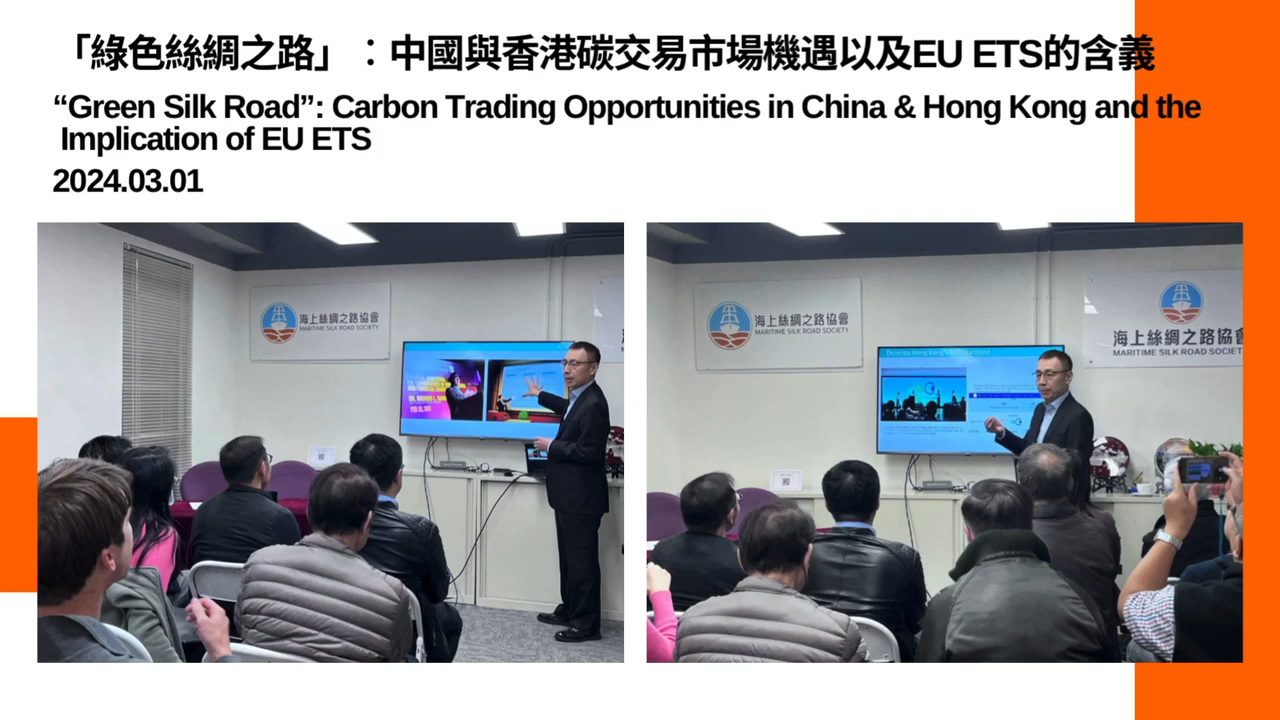 「綠色絲綢之路」：中國與香港碳交易市場機遇以及EU ETS的含義
“Green Silk Road”: Carbon Trading Opportunities in China & Hong Kong and the
Implication of EU ETS
2024.03.01
海上絲綢之路協會
MARITIME SILK ROAD SOCIETY
海上絲綢之路協會
MARITIME SILK ROAD SOCIETY
海上絲綢之路協會
MARITIME SILK ROAD SOCIETY
Develop Hong Kong's